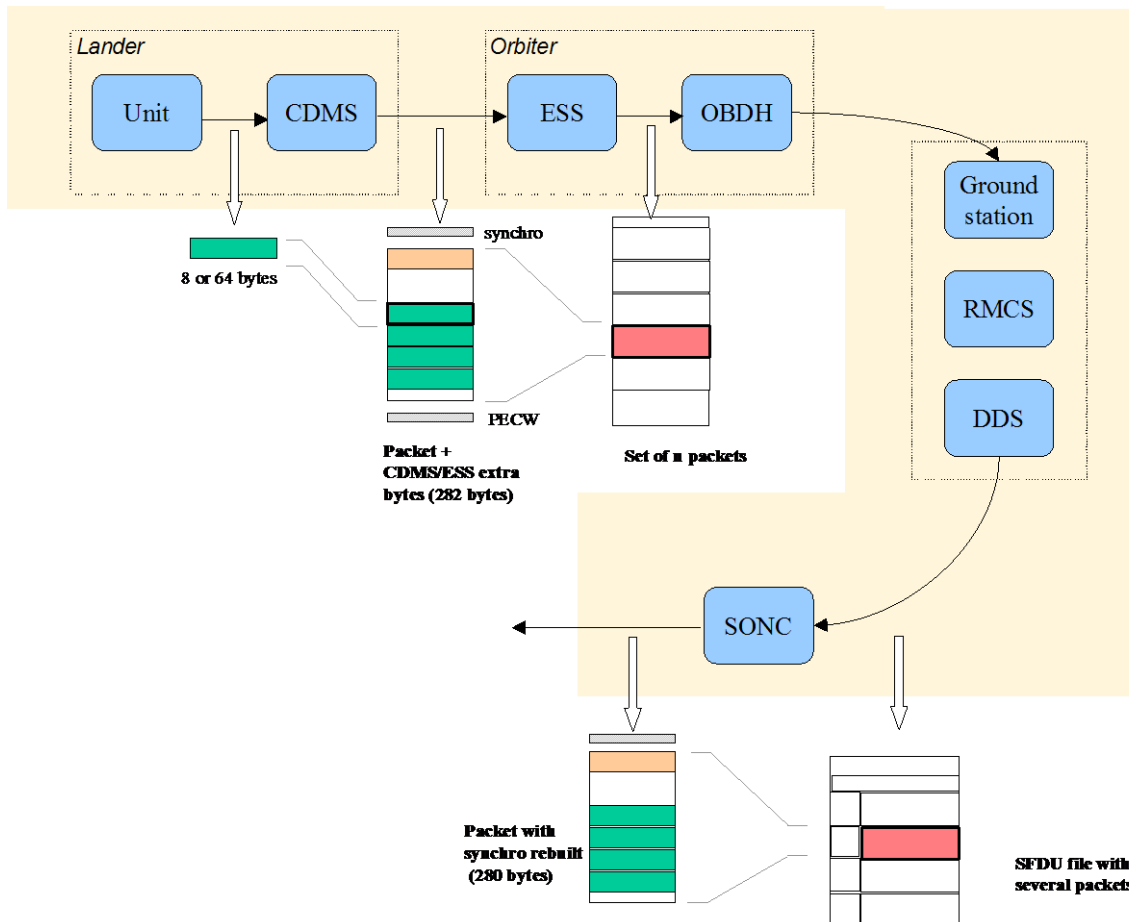 Lander
Orbiter
Unit
CDMS
ESS
OBDH
Ground
station
RMCS
DDS
synchro
8 or 64 bytes
PECW
Packet +
CDMS/ESS extra
bytes (282 bytes)
Set of n packets
SONC
Packet with
synchro rebuilt
(280 bytes)
SFDU file with
several packets